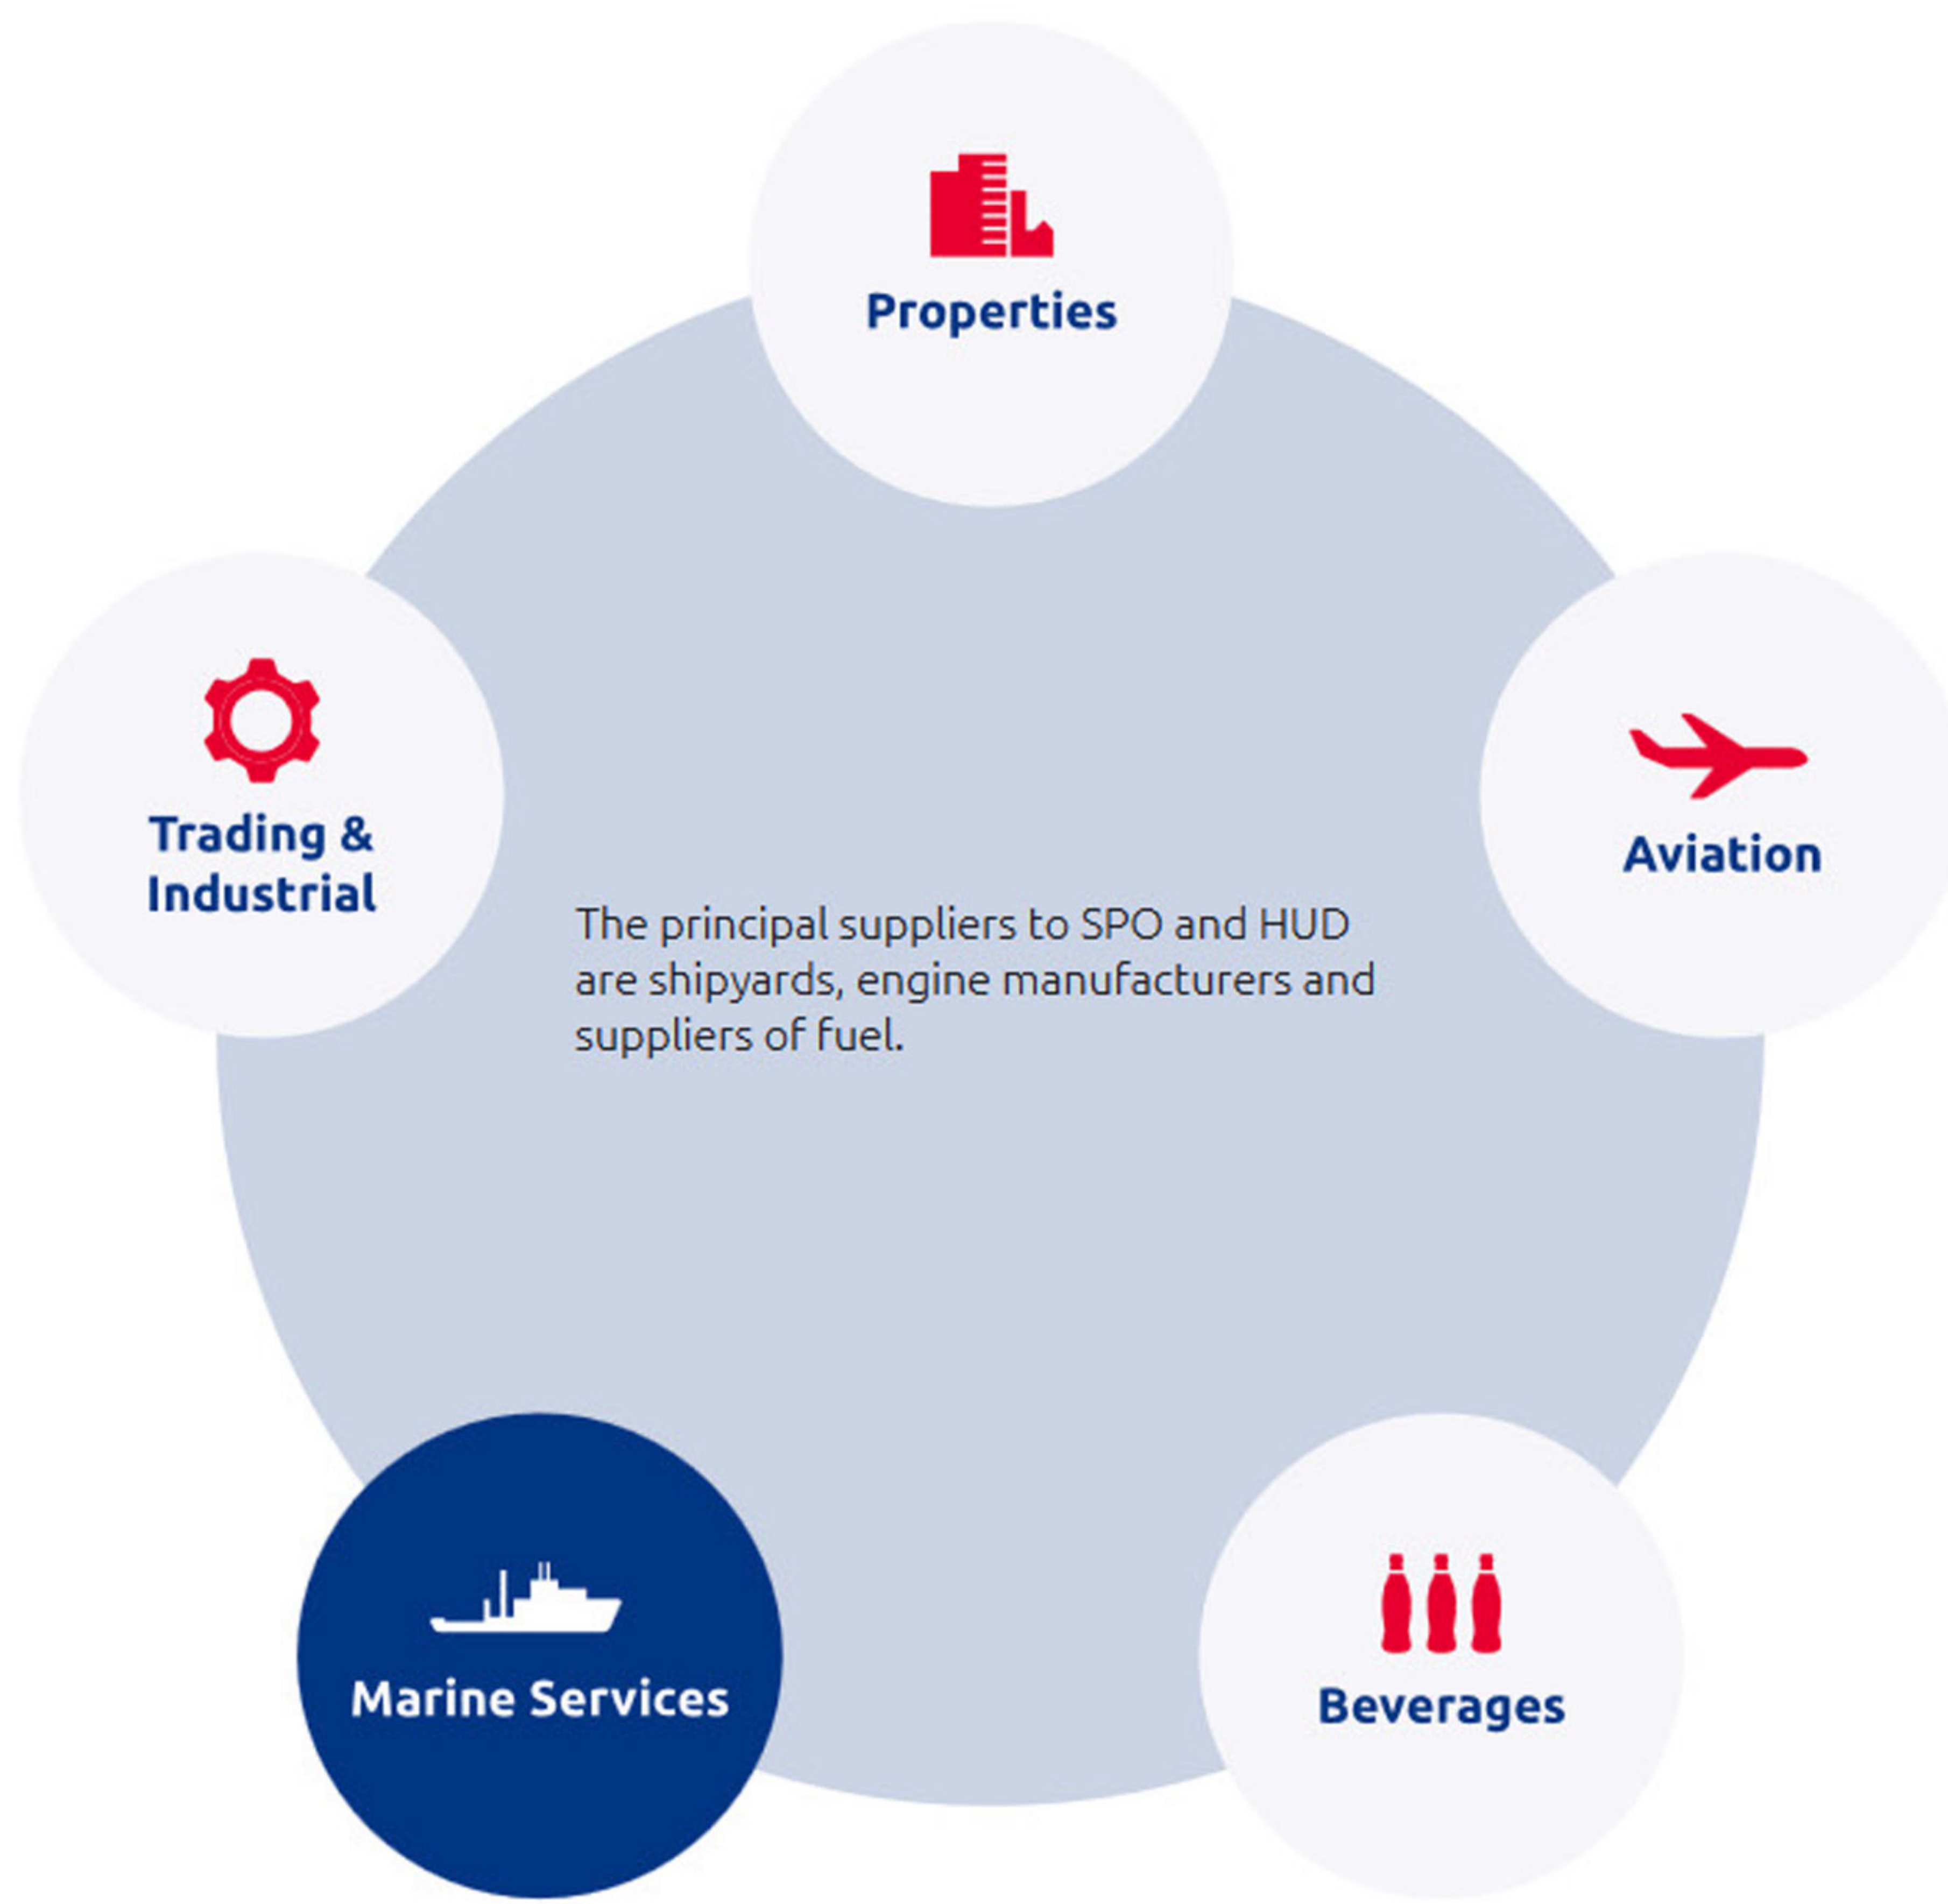 Properties
Trading &
Industrial
Aviation
The principal suppliers to SPO and HUD
are shipyards, engine manufacturers and
suppliers of fuel.
Marine Services
Beverages